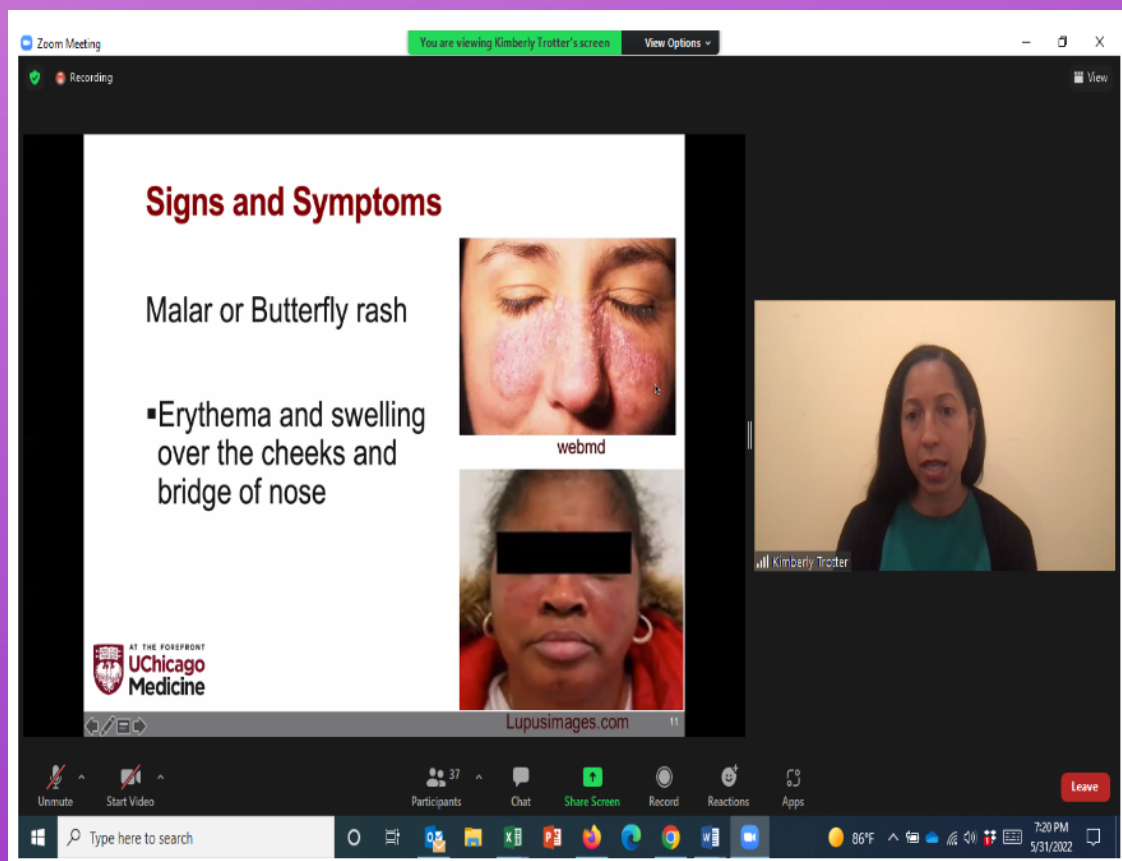 Zoom Meeting
You are viewing Kimberly Trotter's screen
View Options
Recording
View
Signs and Symptoms
Malar or Butterfly rash
▪Erythema and swelling
over the cheeks and
bridge of nose
webmd
Kimberly Trotter
AT THE FOREFRONT
UChicago
Medicine
Lupusimages.com
11
Unmute
Start Video
Participants
37
Chat
Share Screen
Record
Reactions
Apps
Leave
Type here to search
86°F
7:20 PM
5/31/2022